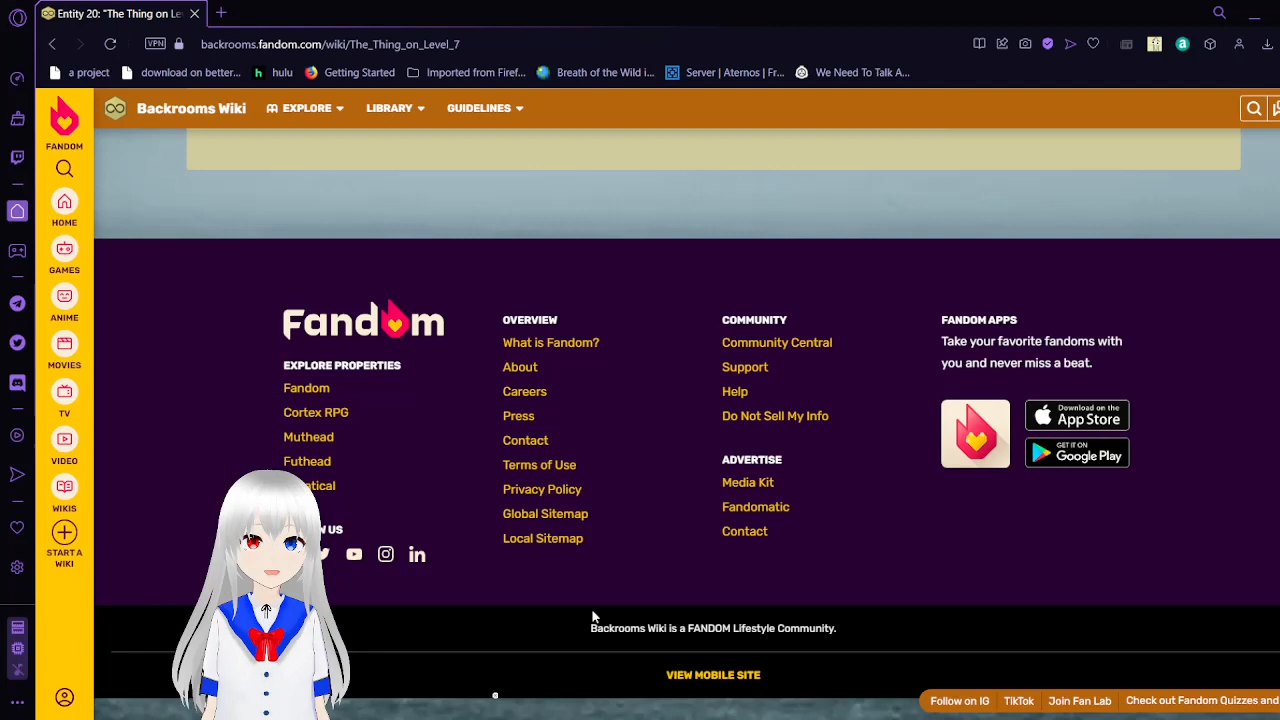 Entity 20: "The Thing on Le
VPN
backrooms.fandom.com/wiki/The_Thing_on_Level_7
a project
download on better...
hulu
Getting Started
Imported from Firef...
Breath of the Wild i...
Server | Aternos | Fr...
We Need To Talk A...
Backrooms Wiki
EXPLORE
LIBRARY
GUIDELINES
FANDOM
HOME
GAMES
ANIME
MOVIES
TV
VIDEO
WIKIS
START A
WIKI
Fandom
EXPLORE PROPERTIES
Fandom
Cortex RPG
Muthead
Futhead
tical
US
OVERVIEW
What is Fandom?
About
Careers
Press
Contact
Terms of Use
Privacy Policy
Global Sitemap
Local Sitemap
COMMUNITY
Community Central
Support
Help
Do Not Sell My Info
ADVERTISE
Media Kit
Fandomatic
Contact
FANDOM APPS
Take your favorite fandoms with
you and never miss a beat.
Download on the
App Store
GET IT ON
Google Play
Backrooms Wiki is a FANDOM Lifestyle Community.
VIEW MOBILE SITE
Follow on IG
TikTok
Join Fan Lab
Check out Fandom Quizzes and